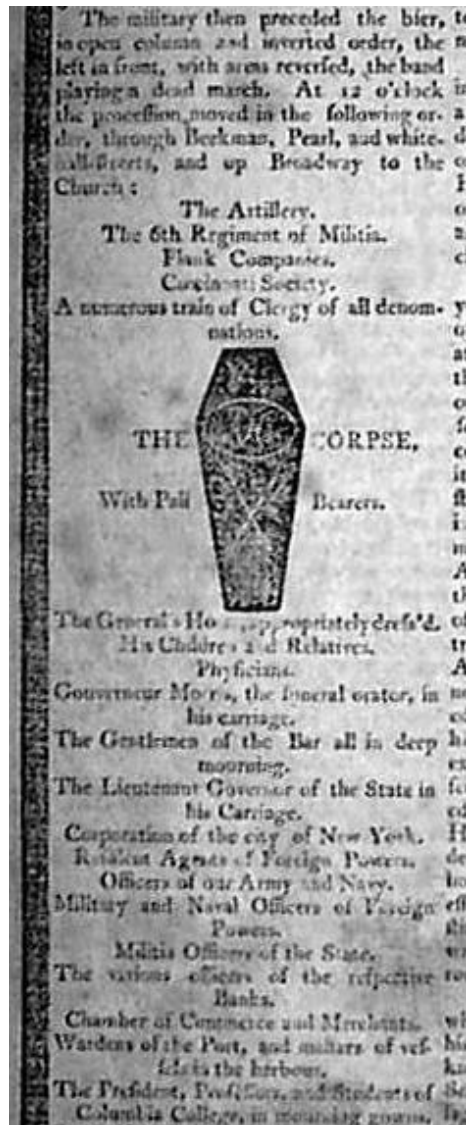 The military then preceded the bier,
in open column and inverted order, the
left in front, with arms reversed, the band
playing a dead march. At 12 o'clock
the procession moved in the following or-
der, through Beekman, Pearl, and white-
hall-streets, and up Broadway to the
Church :
The Artillery.
The 6th Regiment of Militia.
Flank Companies.
Cincinnati Society.
A numerous train of Clergy of all denom-
nations.
THE CORPSE,
With Pall Bearers.
The General's appropriately dress'd.
His Children and Relatives.
Physicians.
Gouverneur Morris, the funeral orator, in
his carriage.
The Gentlemen of the Bar all in deep
mourning.
The Lieutenant Governor of the State in
his Carriage.
Corporation of the city of New York.
Resident Agents of Foreign Powers.
Officers of our Army and Navy.
Military and Naval Officers of Foreign
Powers.
Militia Officers of the State.
The various officers of the respective
Banks.
Chamber of Commerce and Merchants.
Wardens of the Port, and masters of ves-
sels in the harbour.
The President, Professors, and Students of
Columbia College, in mourning gowns.